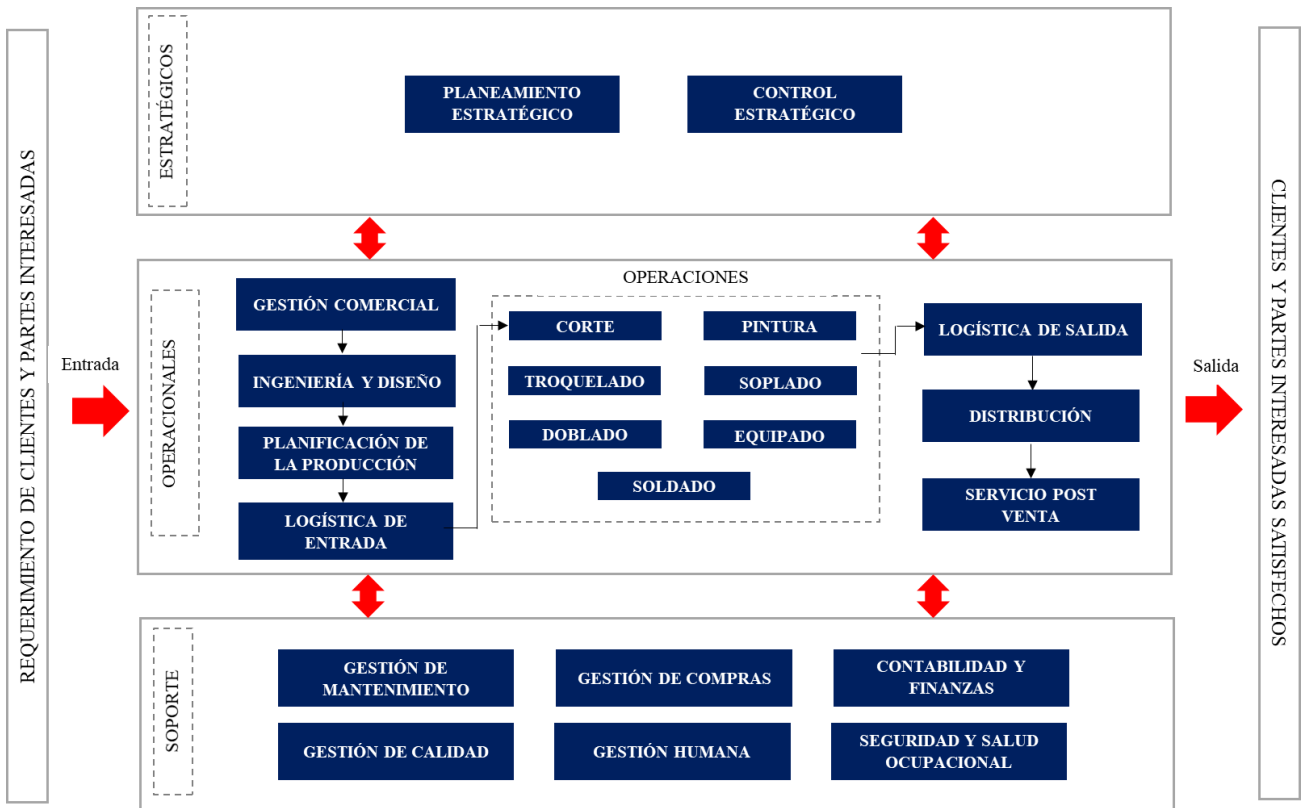 REQUERIMIENTO DE CLIENTES Y PARTES INTERESADAS
Entrada
ESTRATÉGICOS
PLANEAMIENTO
ESTRATÉGICO
CONTROL
ESTRATÉGICO
OPERACIONALES
GESTIÓN COMERCIAL
INGENIERÍA Y DISEÑO
PLANIFICACIÓN DE
LA PRODUCCIÓN
LOGÍSTICA DE
ENTRADA
OPERACIONES
CORTE
PINTURA
TROQUELADO
SOPLADO
DOBLADO
EQUIPADO
SOLDADO
LOGÍSTICA DE SALIDA
DISTRIBUCIÓN
SERVICIO POST
VENTA
SOPORTE
GESTIÓN DE
MANTENIMIENTO
GESTIÓN DE COMPRAS
CONTABILIDAD Y
FINANZAS
GESTIÓN DE CALIDAD
GESTIÓN HUMANA
SEGURIDAD Y SALUD
OCUPACIONAL
Salida
CLIENTES Y PARTES INTERESADAS SATISFECHOS